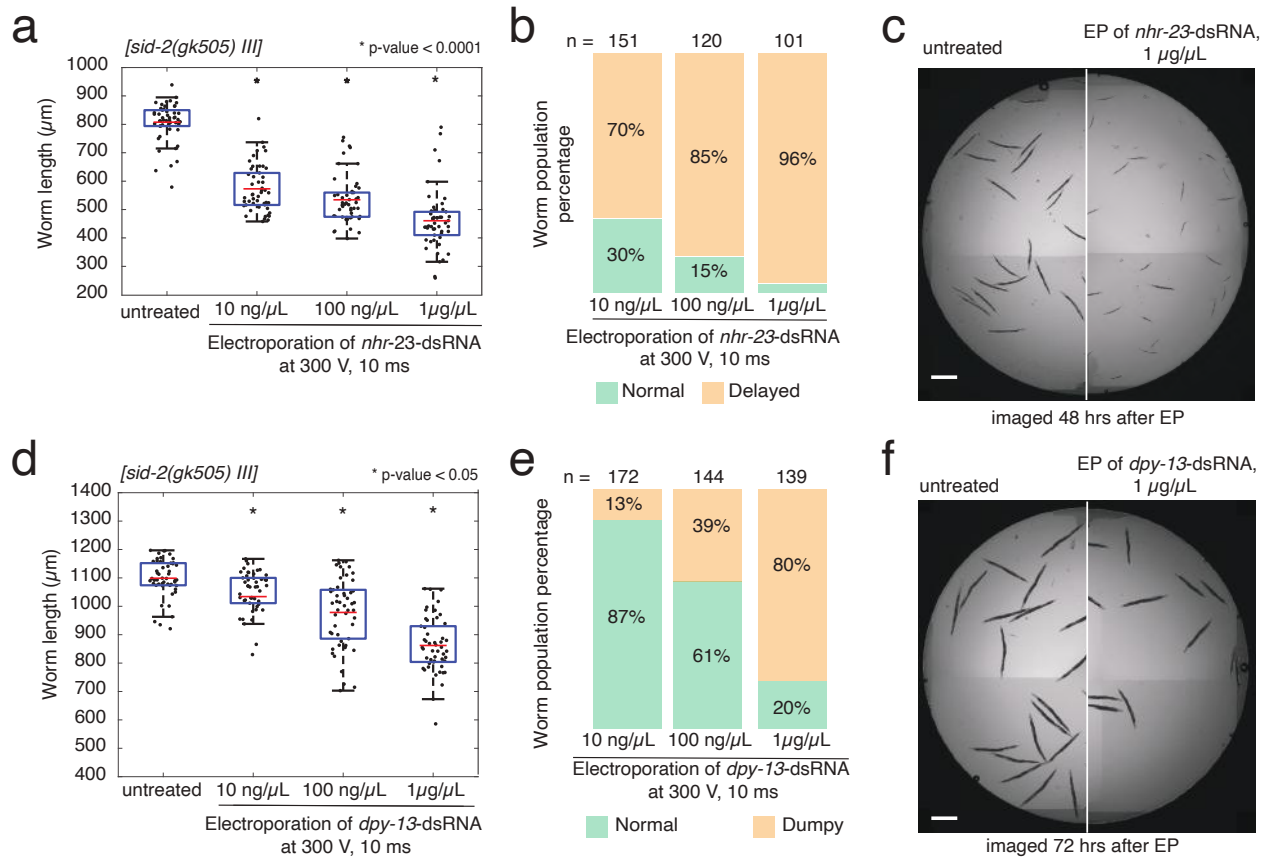 a
[sid-2(gk505) III]
* p-value < 0.0001
Worm length (µm)
1000
900
800
700
600
500
400
300
200
* * *
untreated 10 ng/µL 100 ng/µL 1µg/µL
Electroporation of nhr-23-dsRNA
at 300 V, 10 ms
b
n = 151 120 101
Worm population
percentage
70% 85% 96%
30% 15%
10 ng/µL 100 ng/µL 1µg/µL
Electroporation of nhr-23-dsRNA
at 300 V, 10 ms
Normal Delayed
c
untreated
EP of nhr-23-dsRNA,
1 µg/µL
imaged 48 hrs after EP
d
[sid-2(gk505) III]
* p-value < 0.05
Worm length (µm)
1400
1300
1200
1100
1000
900
800
700
600
500
400
* * *
untreated 10 ng/µL 100 ng/µL 1µg/µL
Electroporation of dpy-13-dsRNA
at 300 V, 10 ms
e
n = 172 144 139
Worm population percentage
13% 39% 80%
87% 61% 20%
10 ng/µL 100 ng/µL 1µg/µL
Electroporation of dpy-13-dsRNA
at 300 V, 10 ms
Normal Dumpy
f
untreated
EP of dpy-13-dsRNA,
1 µg/µL
imaged 72 hrs after EP